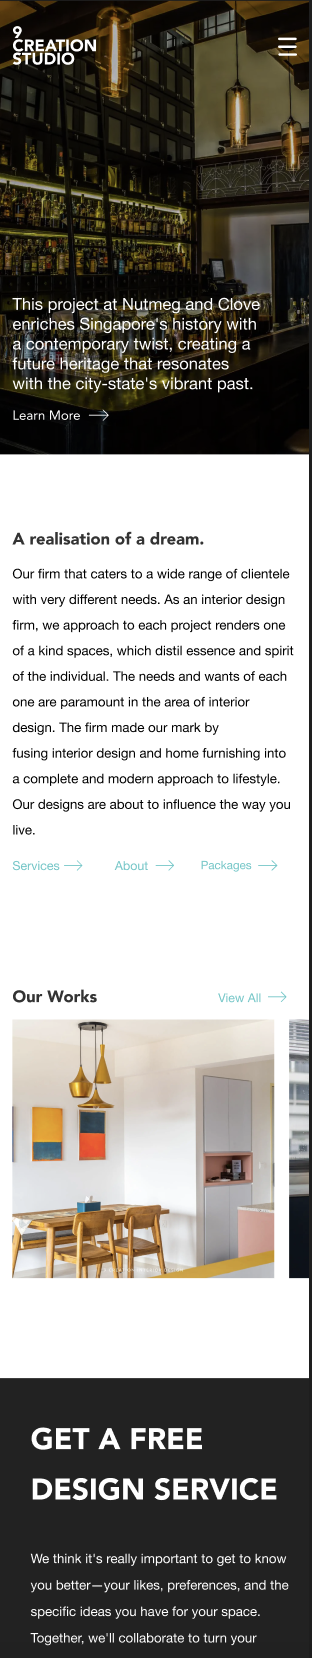 9
CREATION
STUDIO
This project at Nutmeg and Clove
enriches Singapore's history with
a contemporary twist, creating a
future heritage that resonates
with the city-state's vibrant past.
Learn More
A realisation of a dream.
Our firm that caters to a wide range of clientele
with very different needs. As an interior design
firm, we approach to each project renders one
of a kind spaces, which distil essence and spirit
of the individual. The needs and wants of each
one are paramount in the area of interior
design. The firm made our mark by
fusing interior design and home furnishing into
a complete and modern approach to lifestyle.
Our designs are about to influence the way you
live.
Services About Packages
Our Works View All
GET A FREE
DESIGN SERVICE
We think it's really important to get to know
you better—your likes, preferences, and the
specific ideas you have for your space.
Together, we'll collaborate to turn your